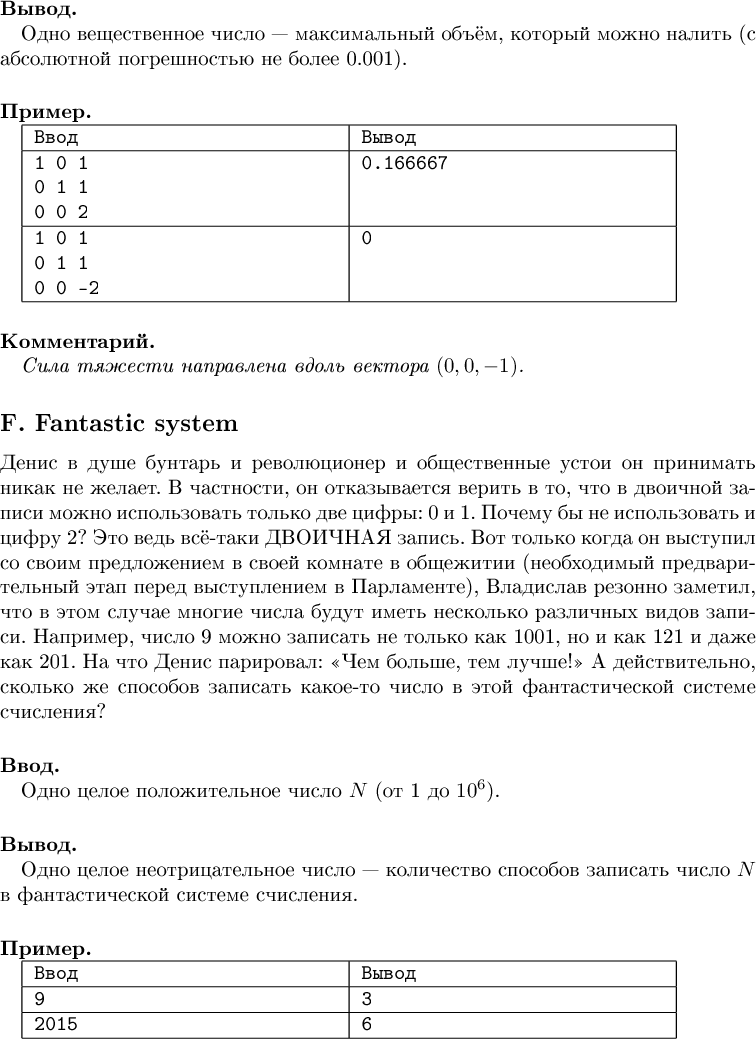 Вывод.
Одно вещественное число — максимальный объём, который можно налить (с
абсолютной погрешностью не более 0.001).
Пример.
Ввод Вывод
1 0 1 0.166667
0 1 1
0 0 2
1 0 1 0
0 1 1
0 0 -2
Комментарий.
Сила тяжести направлена вдоль вектора (0, 0, −1).
F. Fantastic system
Денис в душе бунтарь и революционер и общественные устои он принимать
никак не желает. В частности, он отказывается верить в то, что в двоичной за-
писи можно использовать только две цифры: 0 и 1. Почему бы не использовать и
цифру 2? Это ведь всё-таки ДВОИЧНАЯ запись. Вот только когда он выступил
со своим предложением в своей комнате в общежитии (необходимый предвари-
тельный этап перед выступлением в Парламенте), Владислав резонно заметил,
что в этом случае многие числа будут иметь несколько различных видов запи-
си. Например, число 9 можно записать не только как 1001, но и как 121 и даже
как 201. На что Денис парировал: «Чем больше, тем лучше!» А действительно,
сколько же способов записать какое-то число в этой фантастической системе
счисления?
Ввод.
Одно целое положительное число N (от 1 до 10⁶).
Вывод.
Одно целое неотрицательное число — количество способов записать число N
в фантастической системе счисления.
Пример.
Ввод Вывод
9 3
2015 6